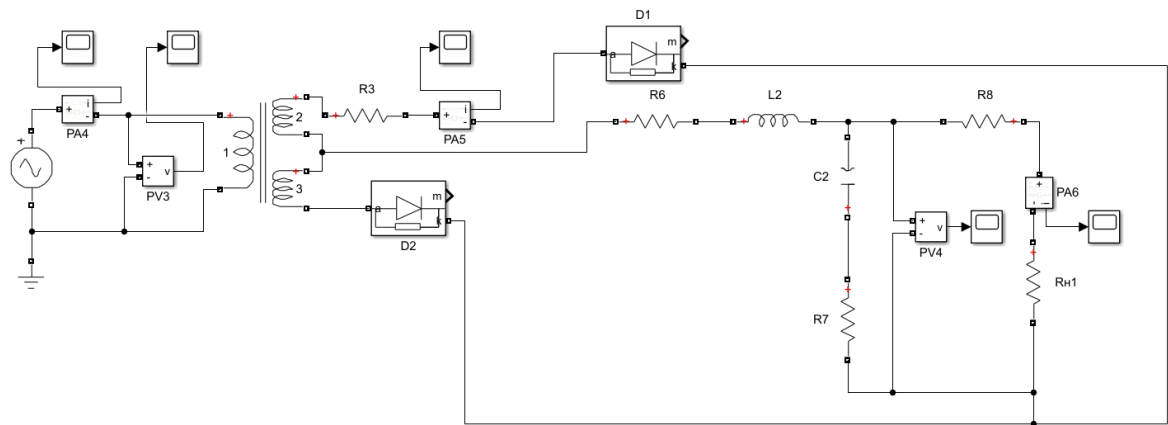 D1
m
a
k
R3
i
+
-
PA5
R6
L2
R8
i
+
-
PA4
+
+
-
v
PV3
1
2
3
m
a
k
D2
C2
+
PA6
+
-
v
PV4
R7
Rн1